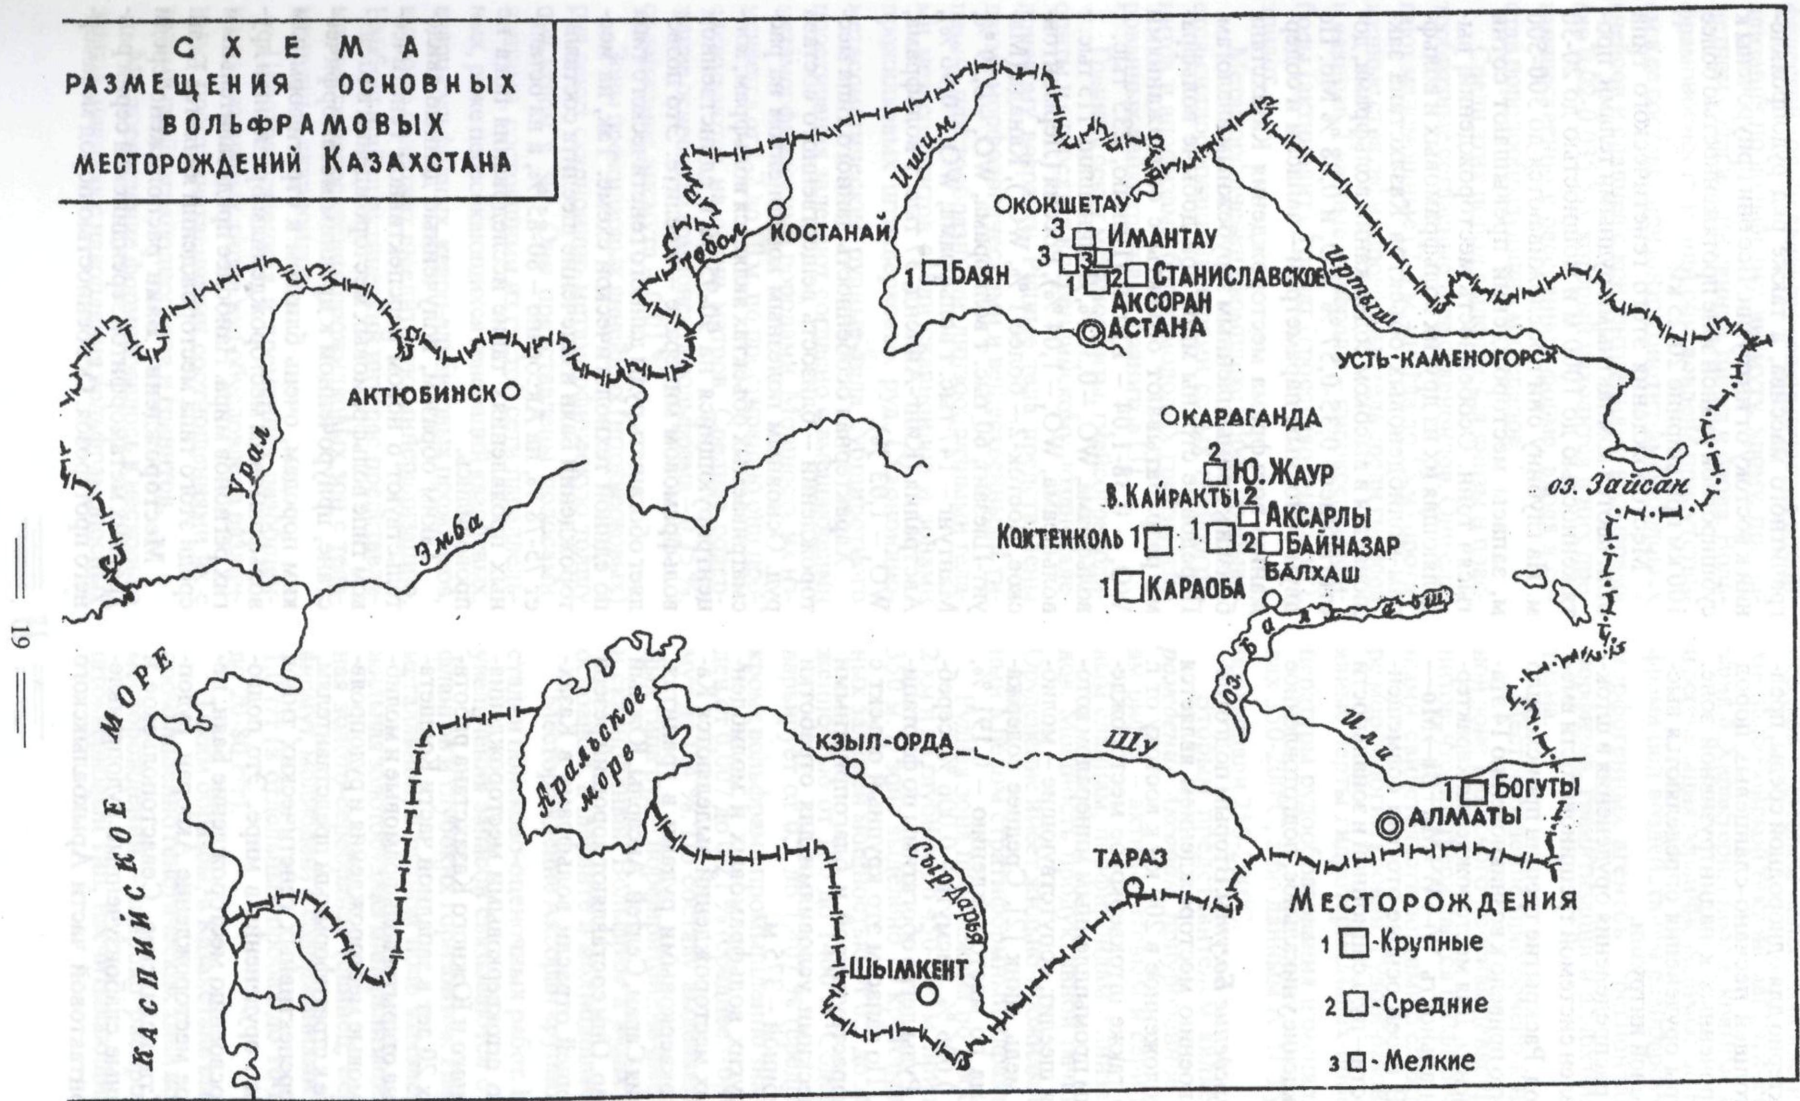 СХЕМА
РАЗМЕЩЕНИЯ ОСНОВНЫХ
ВОЛЬФРАМОВЫХ
МЕСТОРОЖДЕНИЙ КАЗАХСТАНА
Ишим
Тобол
КОСТАНАЙ
КОКШЕТАУ
3
ИМАНТАУ
3
3
1 БАЯН
2 СТАНИСЛАВСКОЕ
1
АКСОРАН
АСТАНА
Иртыш
УСТЬ-КАМЕНОГОРСК
АКТЮБИНСК
Урал
Эмба
КАРАГАНДА
2
Ю.ЖАУР
оз. Зайсан
В.КАЙРАКТЫ 2
АКСАРЛЫ
КОКТЕНКОЛЬ 1
1
2 БАЙНАЗАР
БАЛХАШ
1 КАРАОБА
оз. Балхаш
19
КАСПИЙСКОЕ МОРЕ
Аральское
море
КЗЫЛ-ОРДА
Шу
Или
1 БОГУТЫ
АЛМАТЫ
Сыр-Дарья
ТАРАЗ
ШЫМКЕНТ
МЕСТОРОЖДЕНИЯ
1 -Крупные
2 -Средние
3 - Мелкие